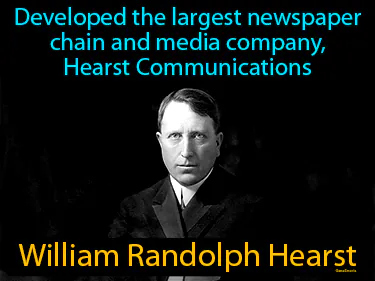 Developed the largest newspaper
chain and media company,
Hearst Communications
William Randolph Hearst